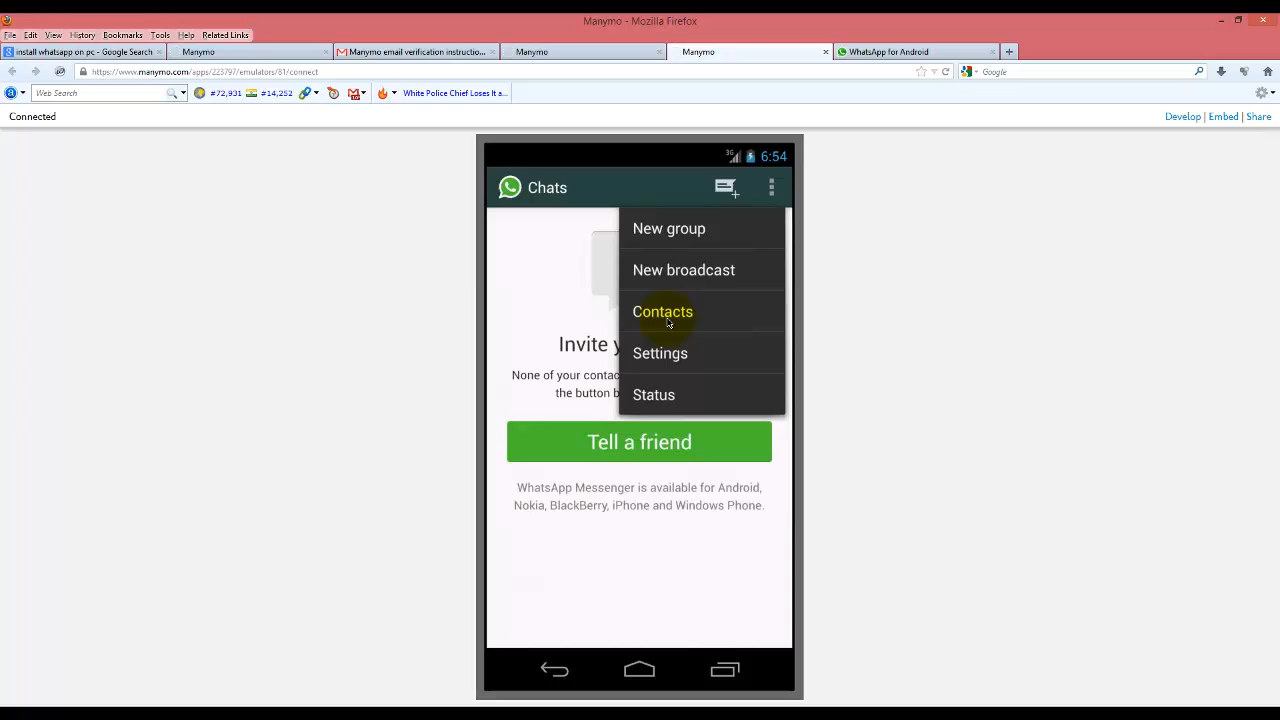 Manymo - Mozilla Firefox
File Edit View History Bookmarks Tools Help Related Links
install whatsapp on pc - Google Search
Manymo
Manymo email verification instructio...
Manymo
Manymo
WhatsApp for Android
https://www.manymo.com/apps/223797/emulators/81/connect
Google
Web Search
#72,931
#14,252
White Police Chief Loses It a...
Connected
Develop | Embed | Share
3G 6:54
Chats
New group
New broadcast
Contacts
Settings
Status
Invite y
None of your contac
the button b
Tell a friend
WhatsApp Messenger is available for Android,
Nokia, BlackBerry, iPhone and Windows Phone.